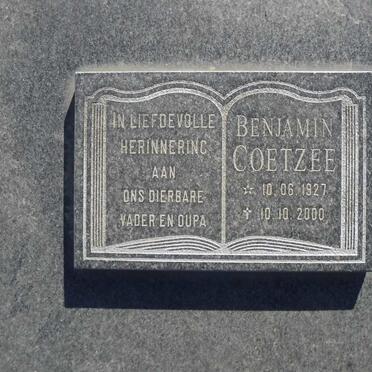 IN LIEFDEVOLLE
HERINNERING
AAN
ONS DIERBARE
VADER EN OUPA
BENJAMIN
COETZEE
☆ 10.06.1927
✝ 10.10.2000